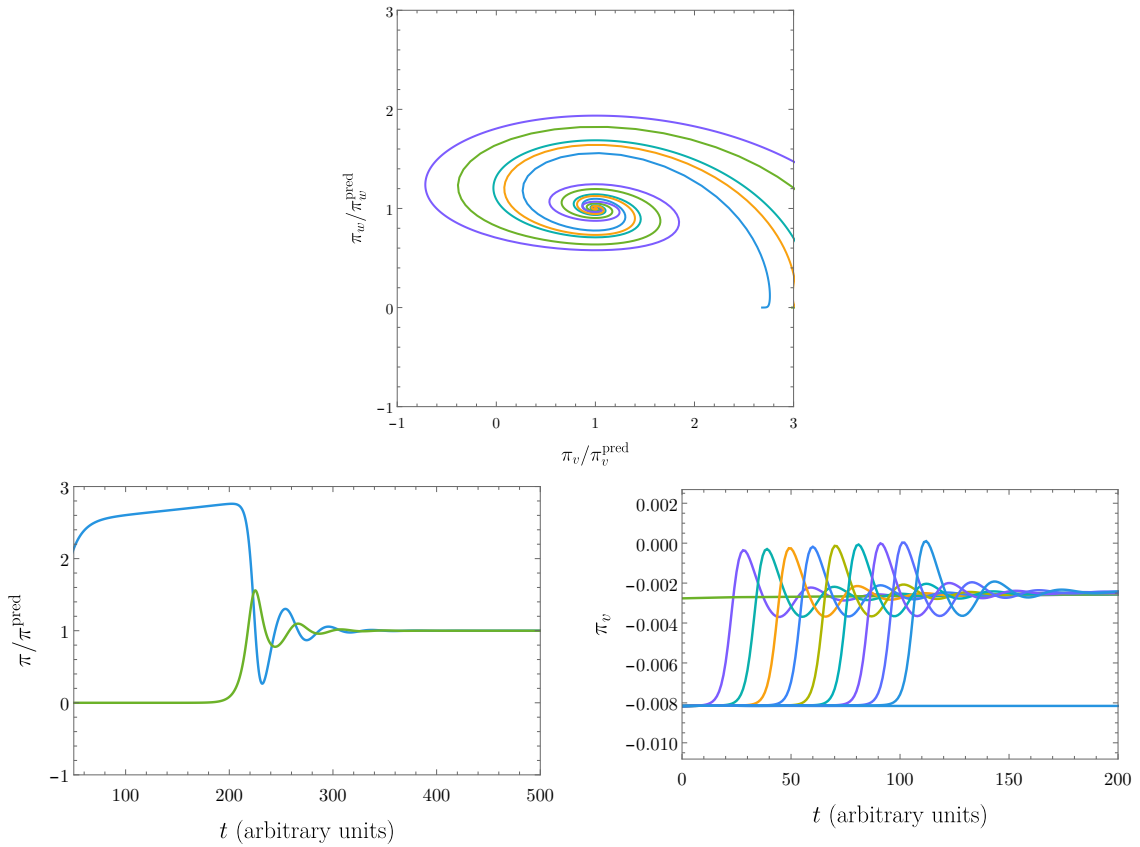 3
2
1
0
−1
π_w/π_w^pred
−1 0 1 2 3
π_v/π_v^pred
3
2
1
0
−1
π/π^pred
100 200 300 400 500
t (arbitrary units)
0.002
0.000
−0.002
−0.004
−0.006
−0.008
−0.010
π_v
0 50 100 150 200
t (arbitrary units)